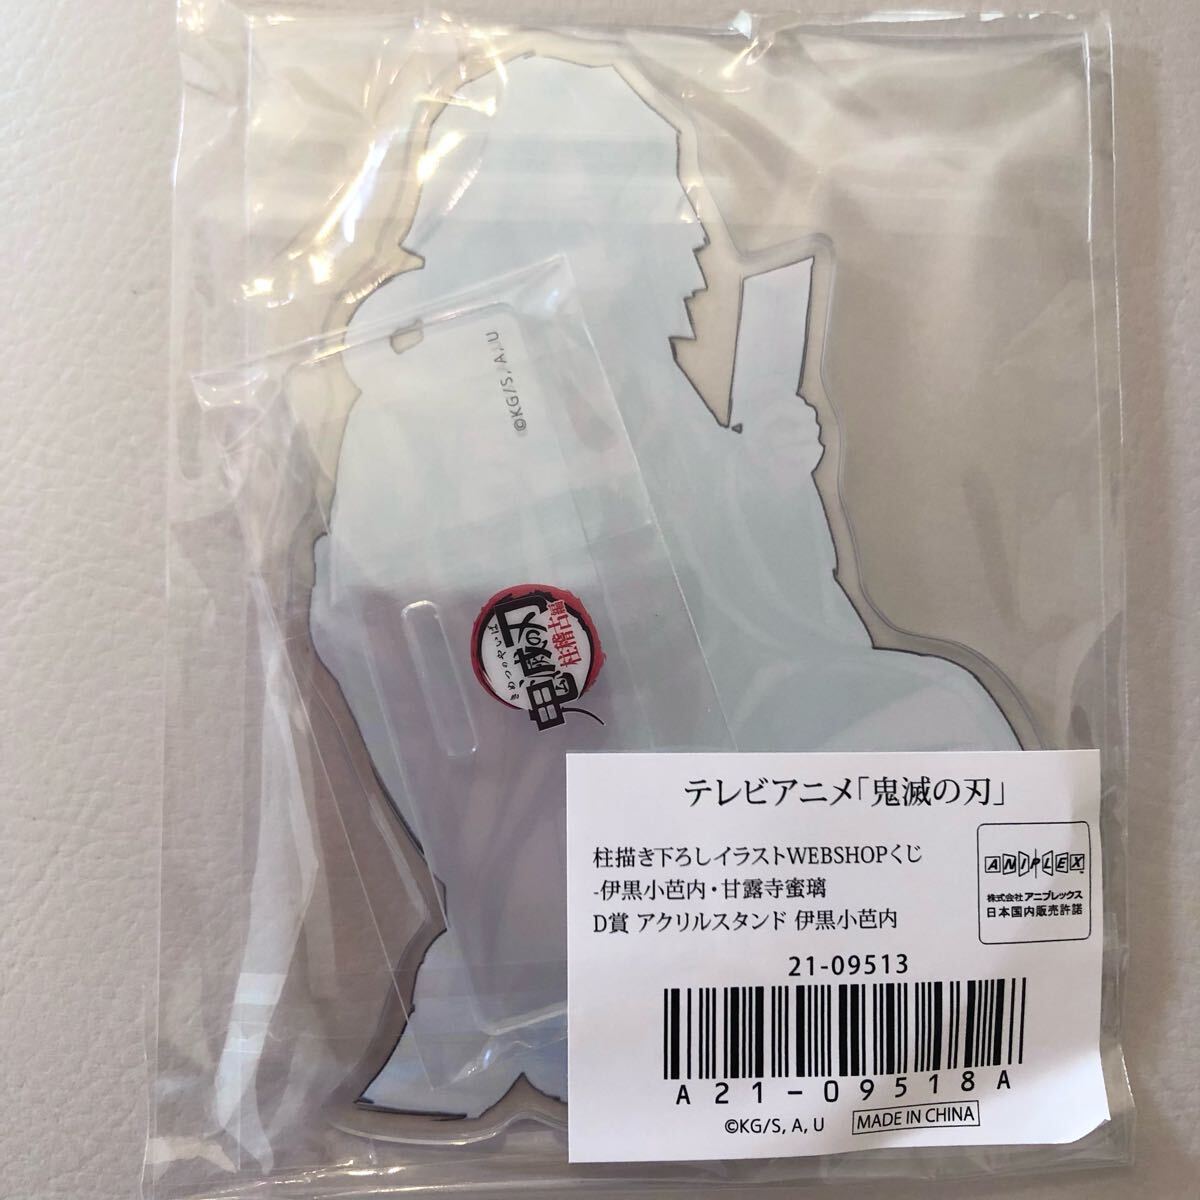 ©KG/S, A, U
鬼滅の刃
きめつのやいば
柱稽古編
テレビアニメ「鬼滅の刃」
柱描き下ろしイラストWEBSHOPくじ
-伊黒小芭内・甘露寺蜜璃
D賞 アクリルスタンド 伊黒小芭内
ANIPLEX
株式会社アニプレックス
日本国内販売許諾
21-09513
A21-09518A
©KG/S, A, U
MADE IN CHINA